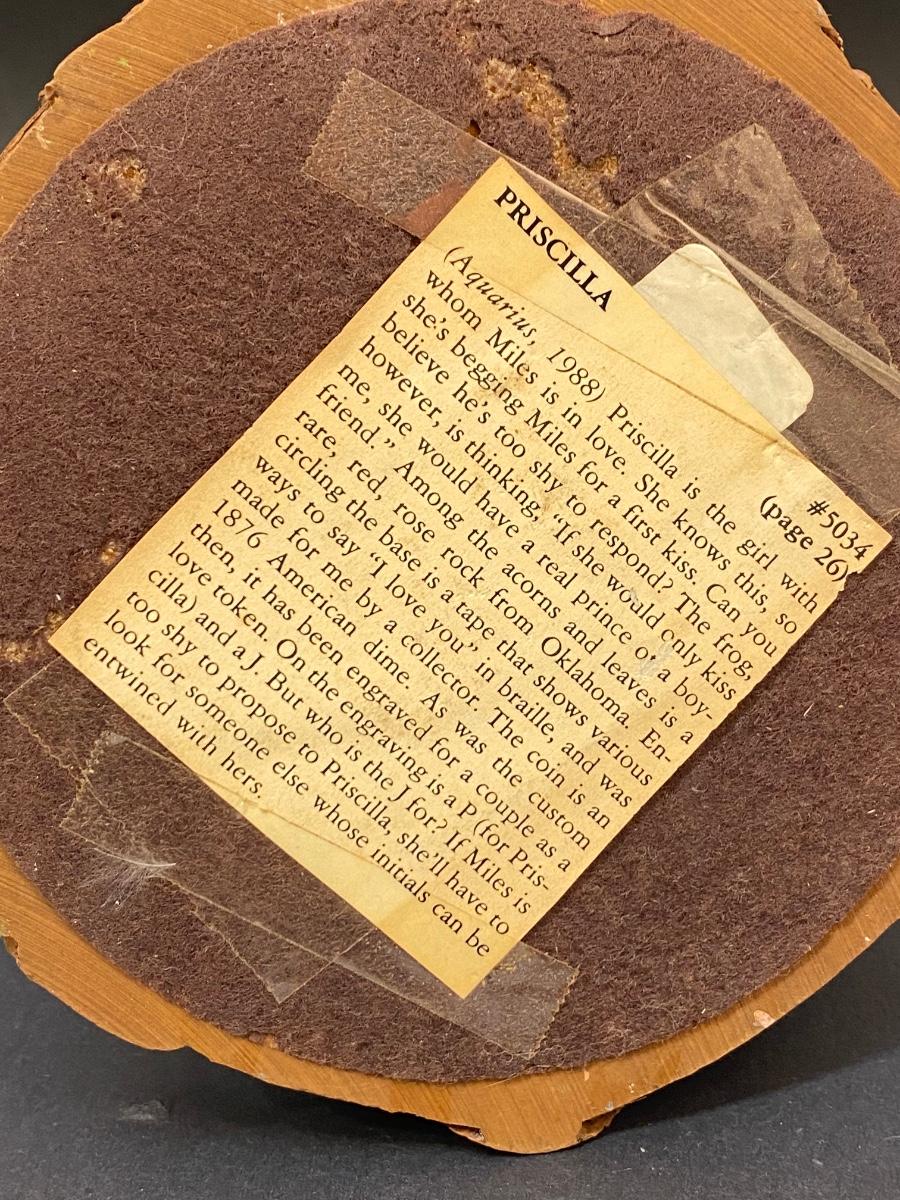 PRISCILLA
#5034
(page 26)
(Aquarius, 1988) Priscilla is the girl with
whom Miles is in love. She knows this, so
she's begging Miles for a first kiss. Can you
believe he's too shy to respond? The frog,
however, is thinking, "If she would only kiss
me, she would have a real prince of a boy-
friend." Among the acorns and leaves is a
rare, red, rose rock from Oklahoma. En-
circling the base is a tape that shows various
ways to say "I love you" in braille, and was
made for me by a collector. The coin is an
1876 American dime. As was the custom
then, it has been engraved for a couple as a
love token. On the engraving is a P (for Pris-
cilla) and a J. But who is the J for? If Miles is
too shy to propose to Priscilla, she'll have to
look for someone else whose initials can be
entwined with hers.